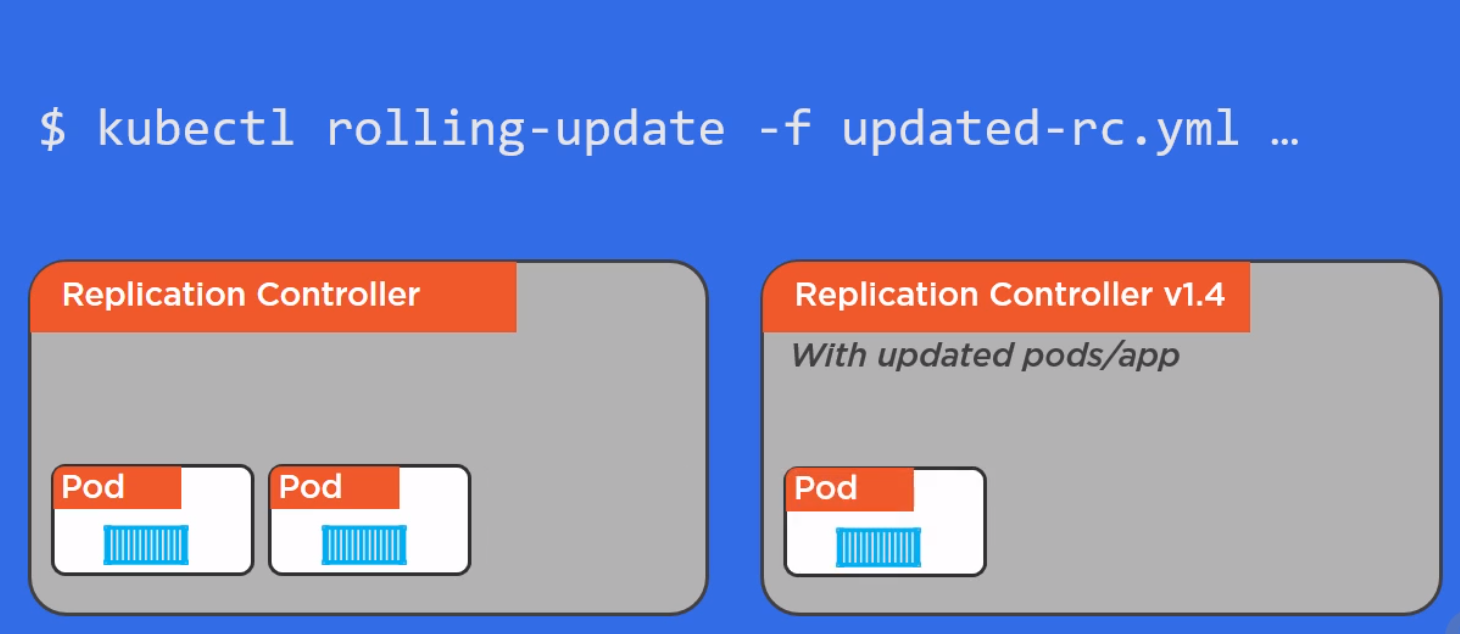 $ kubectl rolling-update -f updated-rc.yml …
Replication Controller
Replication Controller v1.4
With updated pods/app
Pod
Pod
Pod